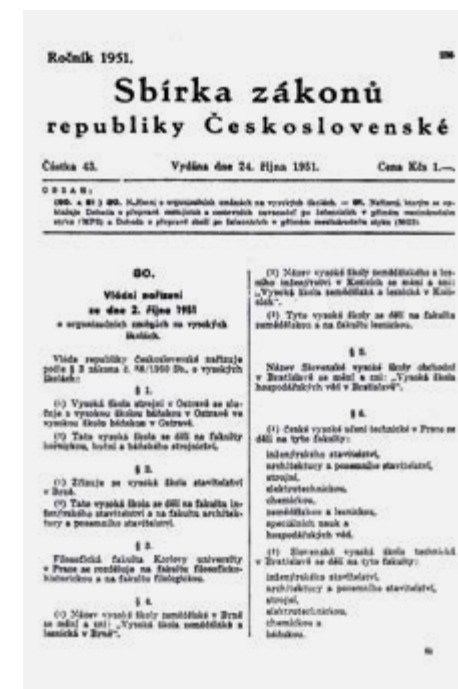 Ročník 1951.
Sbírka zákonů
republiky Československé
Částka 43. Vydána dne 24. října 1951. Cena Kčs 1.—.
OBSAH:
80.
Vládní nařízení
ze dne 2. října 1951
o organisačních změnách na vysokých
školách.
Vláda republiky Československé nařizuje
podle § 3 zákona č. 58/1950 Sb., o vysokých
školách:
§ 1.
(1) Vysoká škola strojní v Ostravě se slu-
čuje s vysokou školou báňskou v Ostravě ve
vysokou školu báňskou v Ostravě.
(2) Tato vysoká škola se dělí na fakulty
hornickou, hutní a báňského strojnictví.
§ 2.
(1) Zřizuje se vysoká škola stavitelství
v Brně.
(2) Tato vysoká škola se dělí na fakultu in-
ženýrského stavitelství a na fakultu architek-
tury a posemního stavitelství.
§ 3.
Filosofická fakulta Karlovy university
v Praze se rozděluje na fakultu filosoficko-
historickou a na fakultu filologickou.
§ 4.
(1) Název vysoké školy zemědělské v Brně
se mění a zní: „Vysoká škola zemědělská a
lesnická v Brně“.
(2) Název vysoké školy zemědělského a les-
ního inženýrství v Košicích se mění a zní:
„Vysoká škola zemědělská a lesnická v Koši-
cích“.
(3) Tyto vysoké školy se dělí na fakultu
zemědělskou a na fakultu lesnickou.
§ 5.
Název Slovenské vysoké školy obchodní
v Bratislavě se mění a zní: „Vysoká škola
hospodářských věd v Bratislavě“.
§ 6.
(1) České vysoké učení technické v Praze se
dělí na tyto fakulty:
inženýrského stavitelství,
architektury a posemního stavitelství,
strojní,
elektrotechnickou,
chemickou,
zemědělskou a lesnickou,
speciálních nauk a
hospodářských věd.
(2) Slovenská vysoká škola technická
v Bratislavě se dělí na tyto fakulty:
inženýrského stavitelství,
architektury a posemního stavitelství,
strojní,
elektrotechnickou,
chemickou a
báňskou.